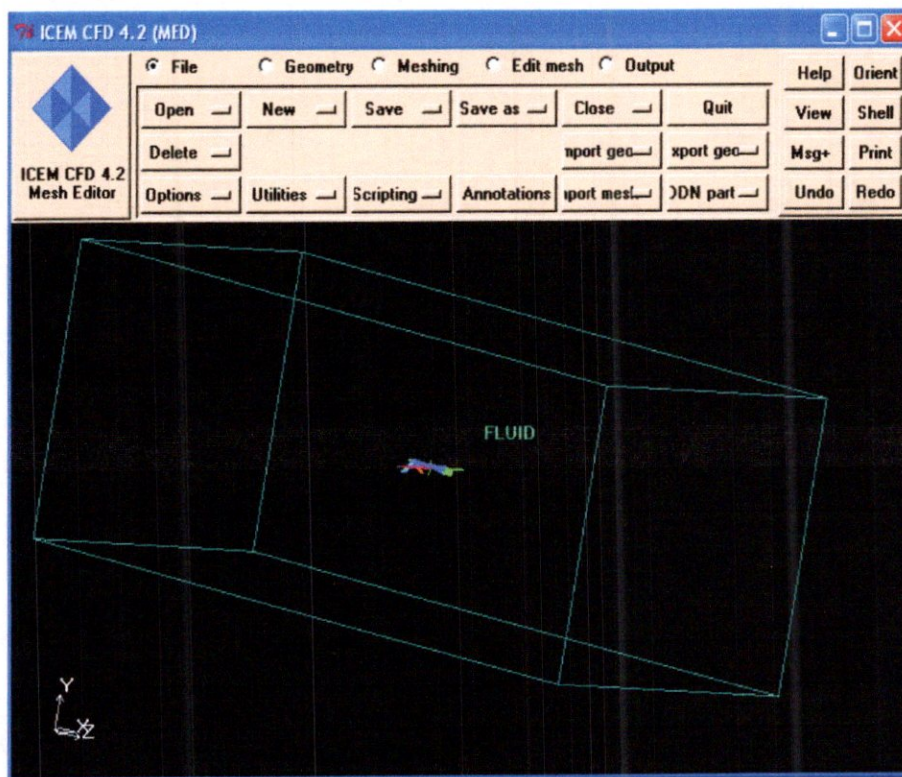 ICEM CFD 4.2 (MED)
File Geometry Meshing Edit mesh Output
Help Orient
Open New Save Save as Close Quit
View Shell
Delete mport geo xport geo
Msg+ Print
ICEM CFD 4.2
Mesh Editor
Options Utilities Scripting Annotations nport mesl DDN part
Undo Redo
FLUID
Y
X
Z